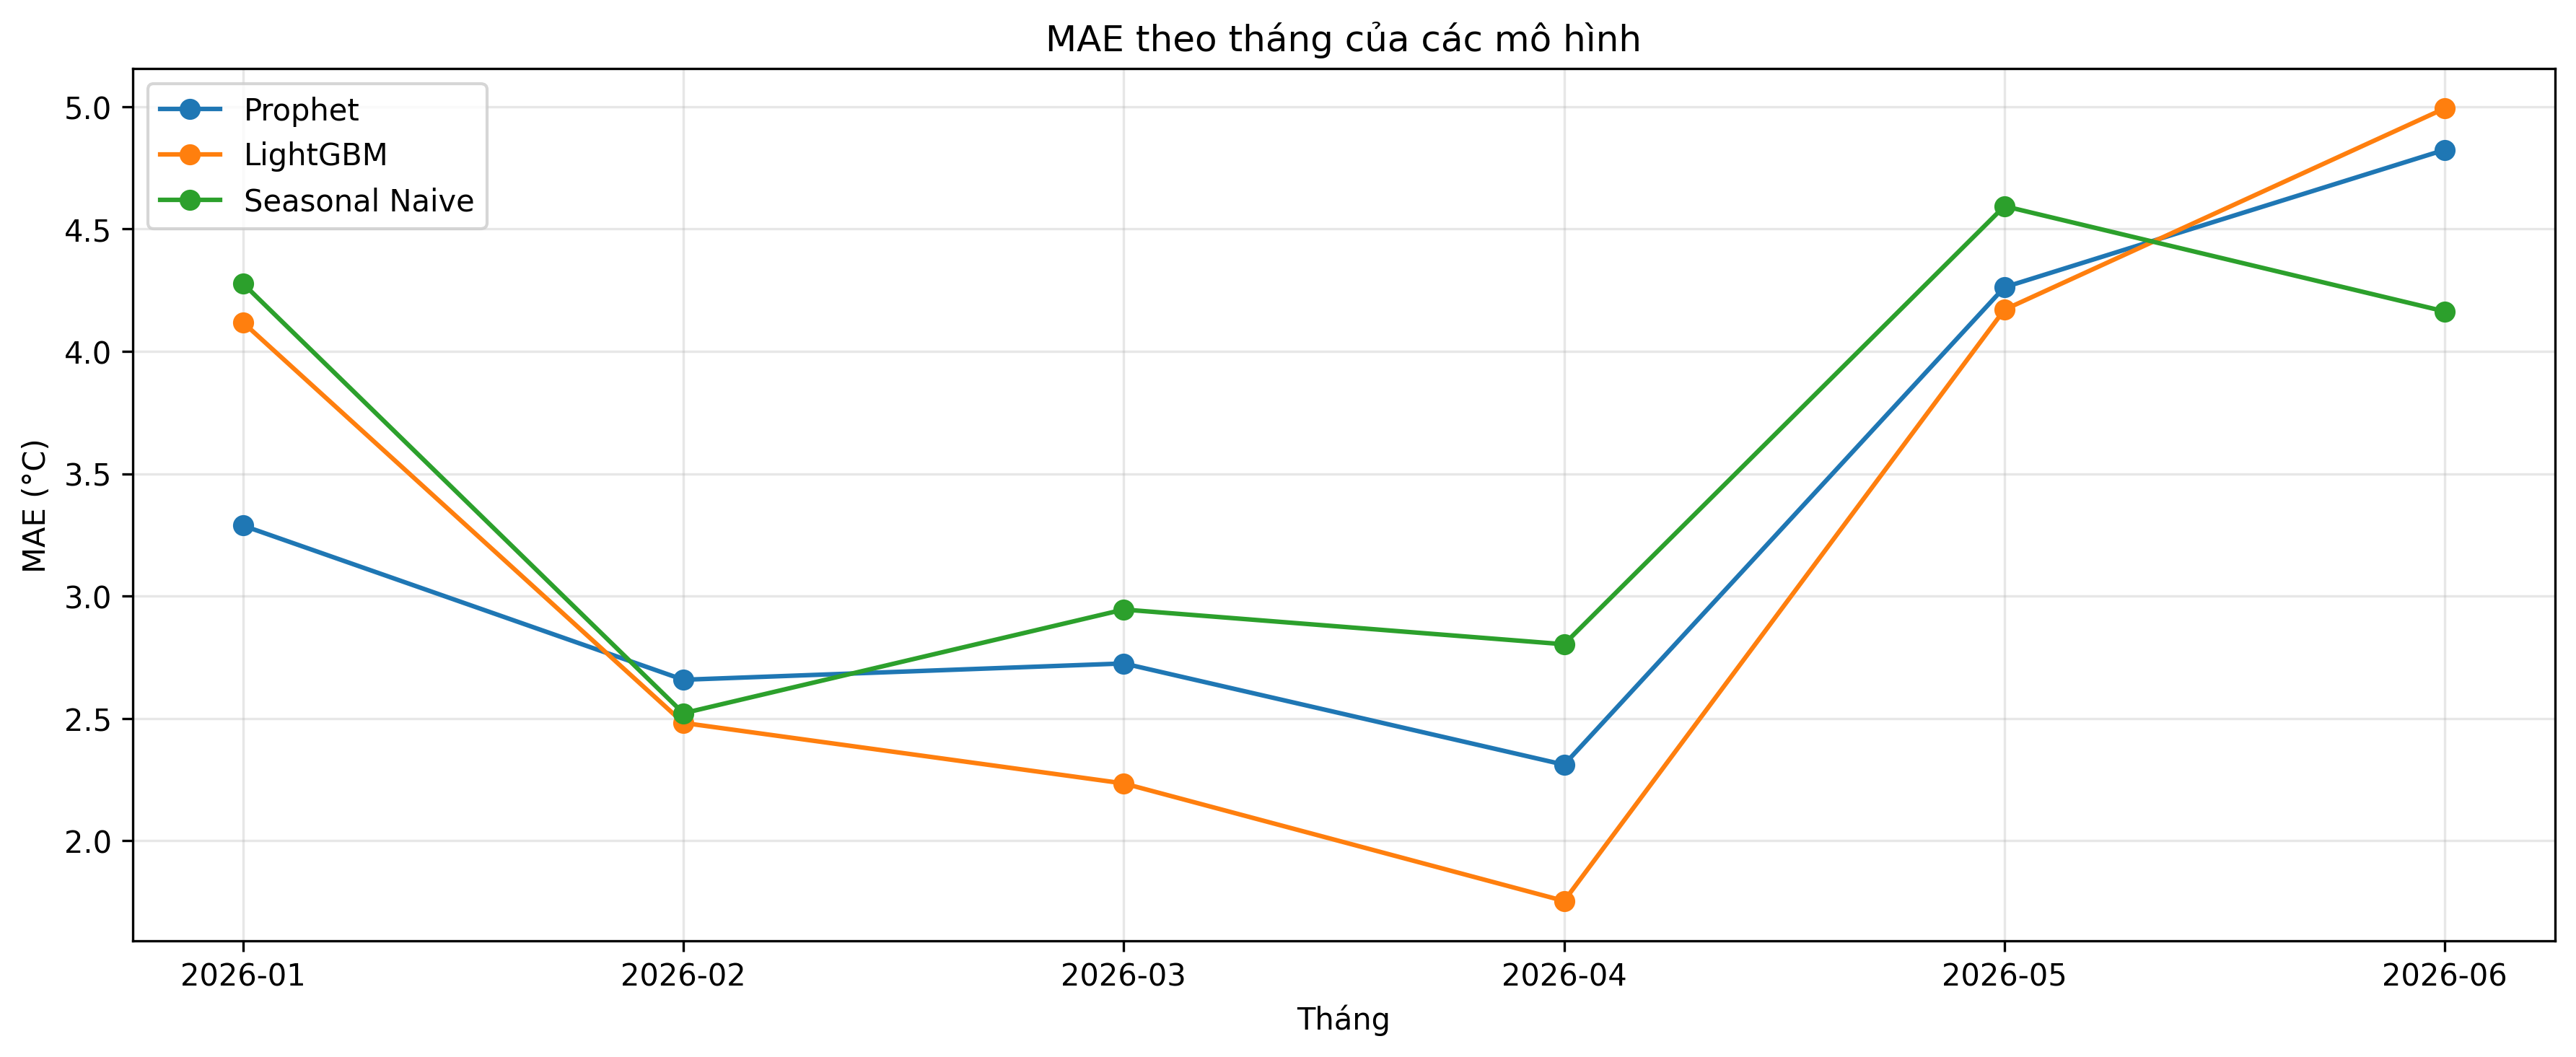 MAE theo tháng của các mô hình
Prophet
LightGBM
Seasonal Naive
MAE (°C)
5.0
4.5
4.0
3.5
3.0
2.5
2.0
2026-01 2026-02 2026-03 2026-04 2026-05 2026-06
Tháng